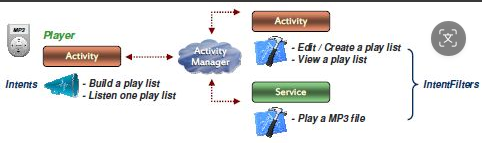 MP3
Player
Activity
Intents
- Build a play list
- Listen one play list
Activity
Manager
Activity
- Edit / Create a play list
- View a play list
Service
- Play a MP3 file
IntentFilters